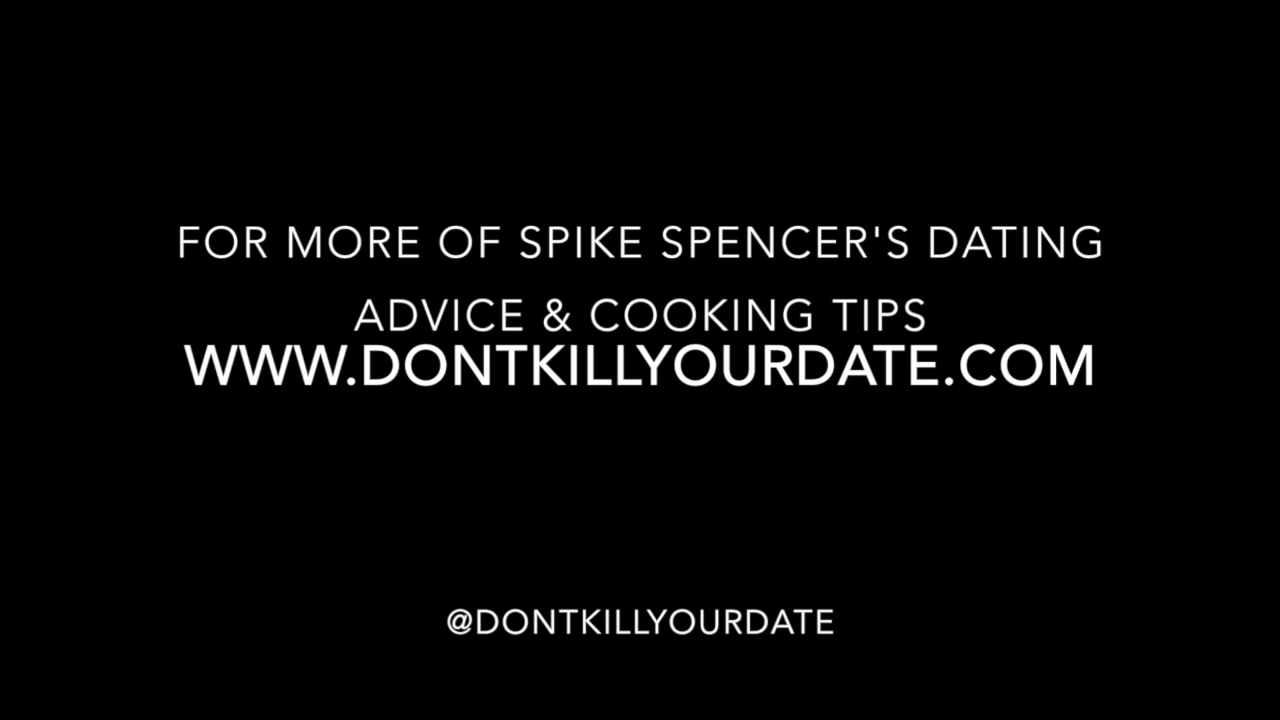 FOR MORE OF SPIKE SPENCER'S DATING
ADVICE & COOKING TIPS
WWW.DONTKILLYOURDATE.COM
@DONTKILLYOURDATE